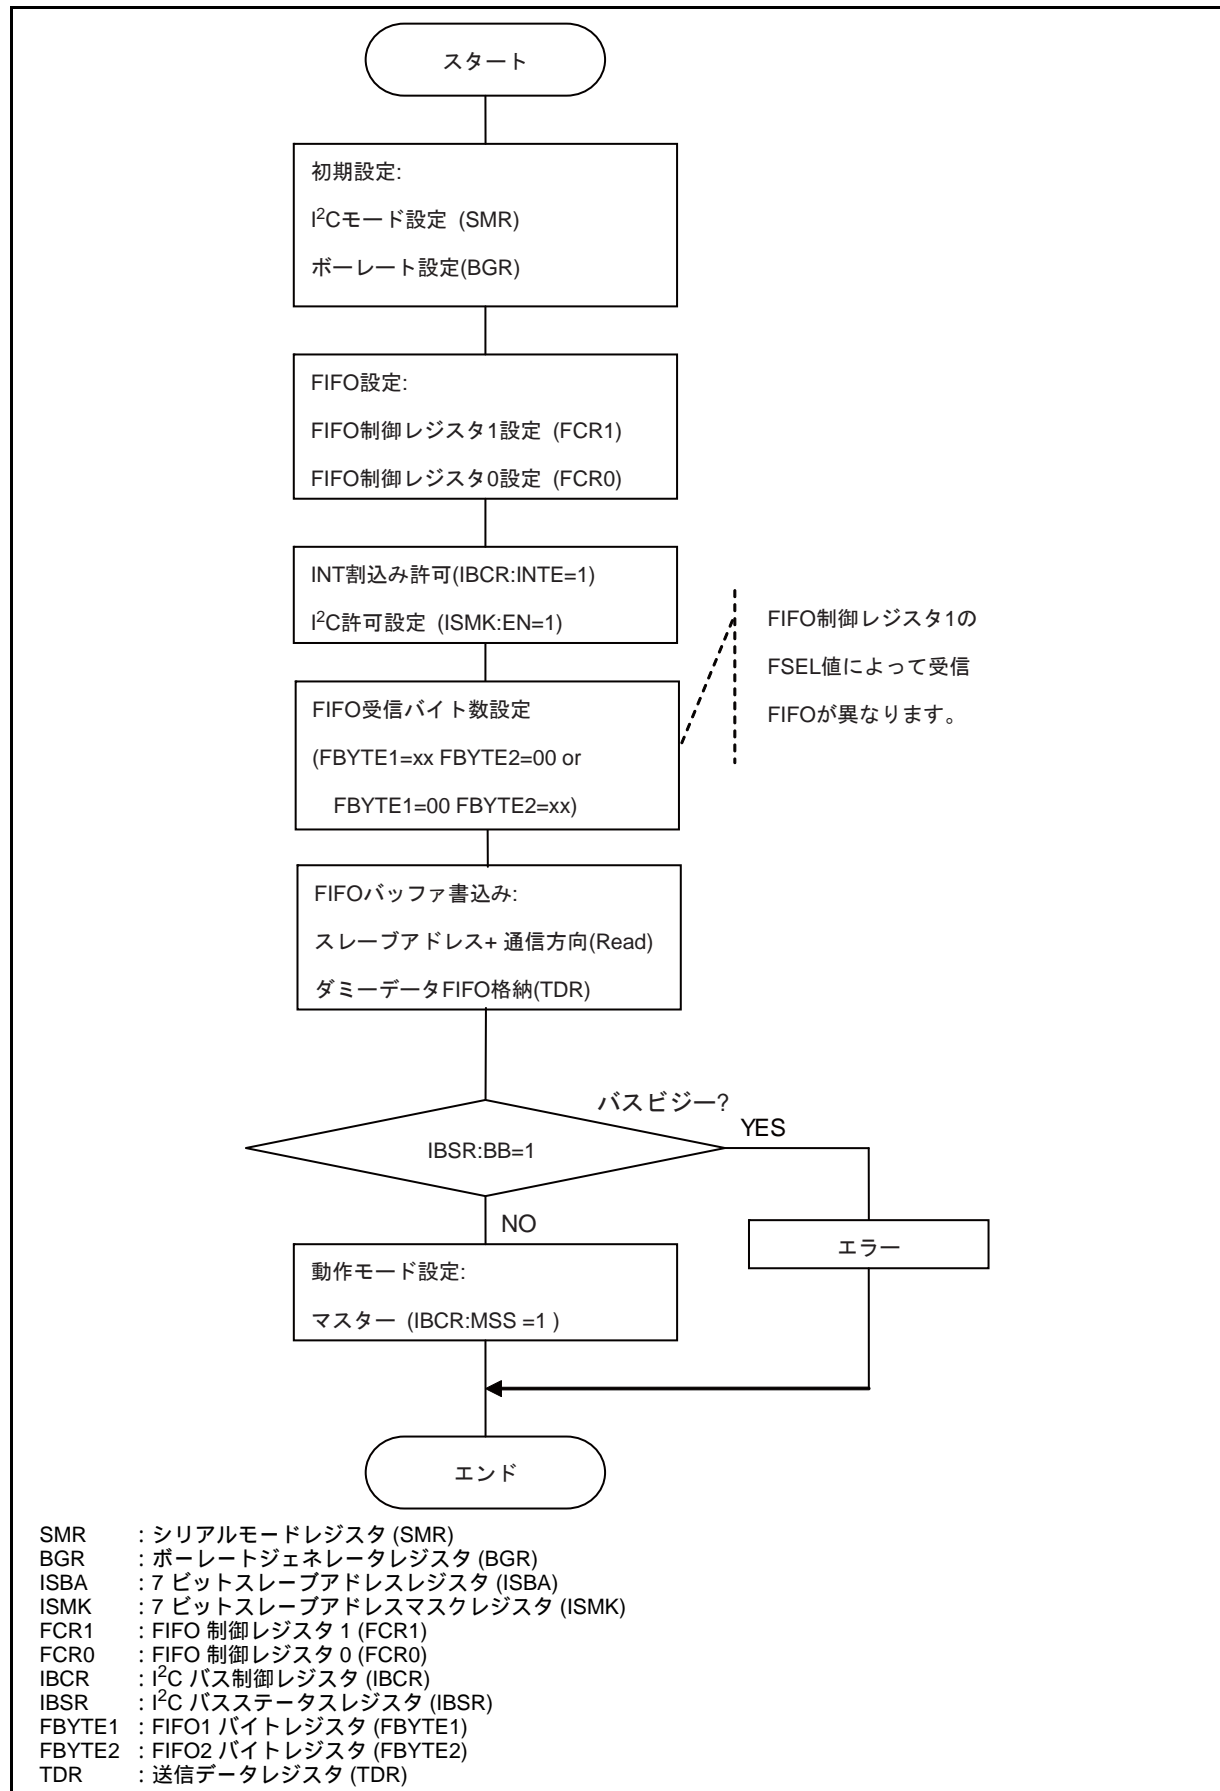 スタート
初期設定:
I²Cモード設定 (SMR)
ボーレート設定(BGR)
FIFO設定:
FIFO制御レジスタ1設定 (FCR1)
FIFO制御レジスタ0設定 (FCR0)
INT割込み許可(IBCR:INTE=1)
I²C許可設定 (ISMK:EN=1)
FIFO制御レジスタ1の
FSEL値によって受信
FIFOが異なります。
FIFO受信バイト数設定
(FBYTE1=xx FBYTE2=00 or
FBYTE1=00 FBYTE2=xx)
FIFOバッファ書込み:
スレーブアドレス+ 通信方向(Read)
ダミーデータFIFO格納(TDR)
バスビジー?
YES
IBSR:BB=1
NO
エラー
動作モード設定:
マスター (IBCR:MSS =1 )
エンド
SMR : シリアルモードレジスタ (SMR)
BGR : ボーレートジェネレータレジスタ (BGR)
ISBA : 7 ビットスレーブアドレスレジスタ (ISBA)
ISMK : 7 ビットスレーブアドレスマスクレジスタ (ISMK)
FCR1 : FIFO 制御レジスタ 1 (FCR1)
FCR0 : FIFO 制御レジスタ 0 (FCR0)
IBCR : I²C バス制御レジスタ (IBCR)
IBSR : I²C バスステータスレジスタ (IBSR)
FBYTE1 : FIFO1 バイトレジスタ (FBYTE1)
FBYTE2 : FIFO2 バイトレジスタ (FBYTE2)
TDR : 送信データレジスタ (TDR)